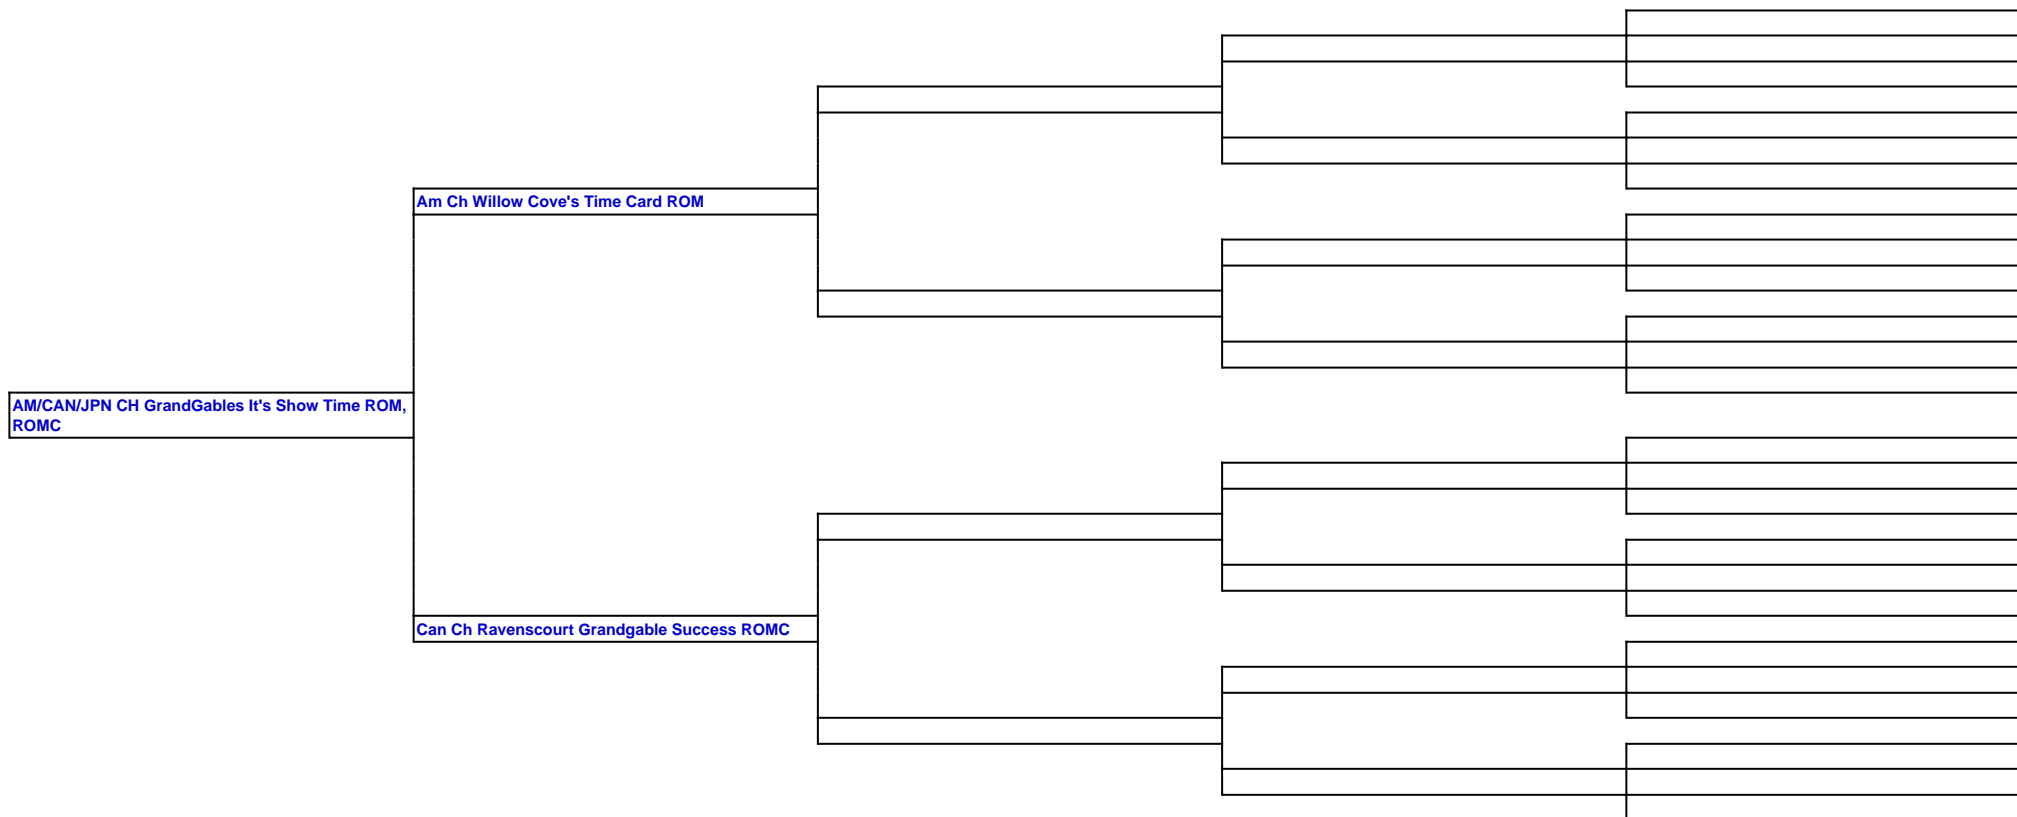 Am Ch Willow Cove's Time Card ROM
AM/CAN/JPN CH GrandGables It's Show Time ROM,
ROMC
Can Ch Ravenscourt Grandgable Success ROMC